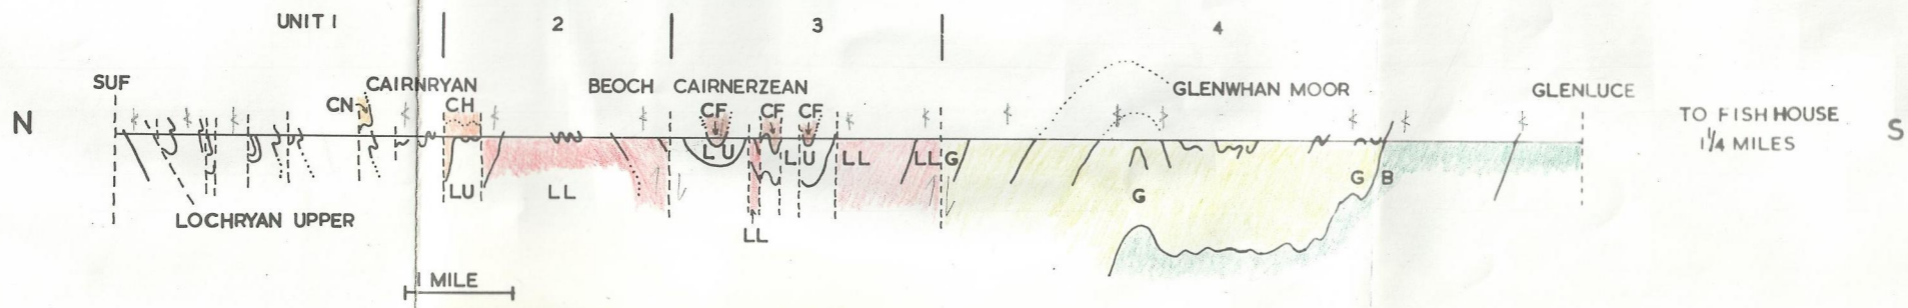 UNIT 1
2
3
4
SUF
CAIRNRYAN
BEOCH
CAIRNERZEAN
GLENWHAN MOOR
GLENLUCE
CN
CH
CF
CF
CF
N
TO FISH HOUSE
1¼ MILES
S
LU
LU
LL
LL
G
LU
LL
G
G
B
LOCHRYAN UPPER
LL
1 MILE